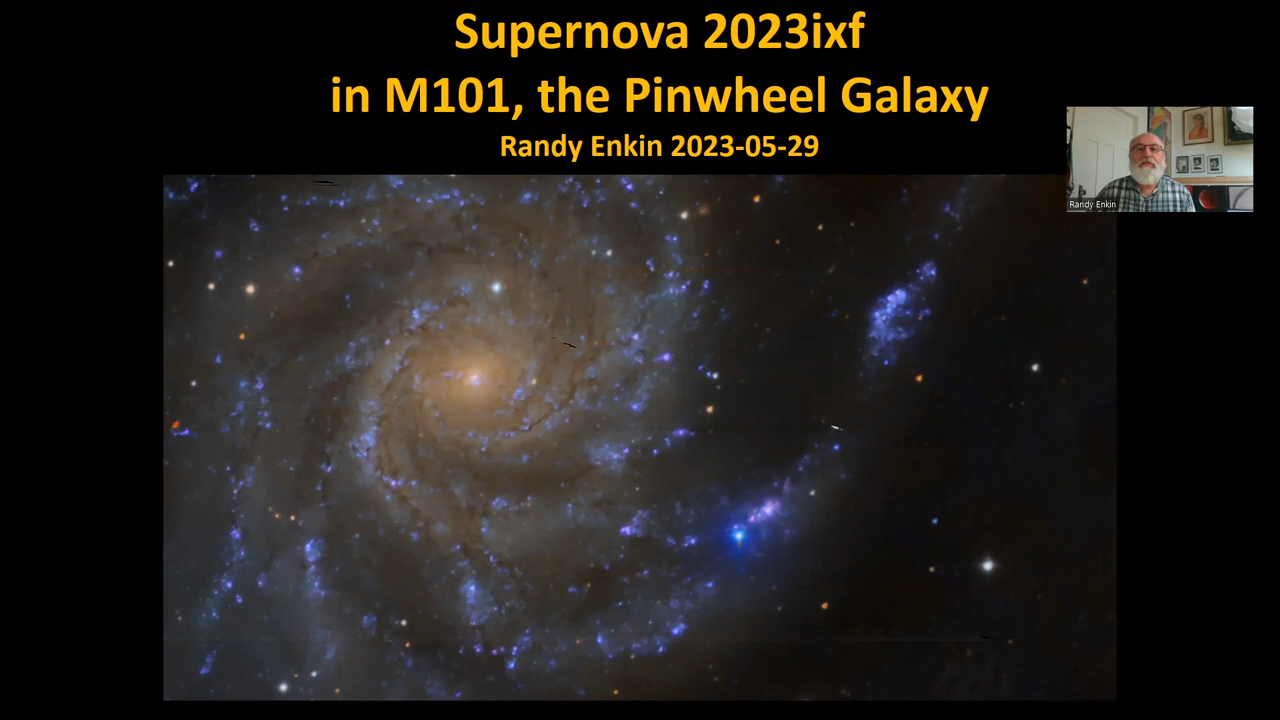 Supernova 2023ixf
in M101, the Pinwheel Galaxy
Randy Enkin 2023-05-29
Randy Enkin